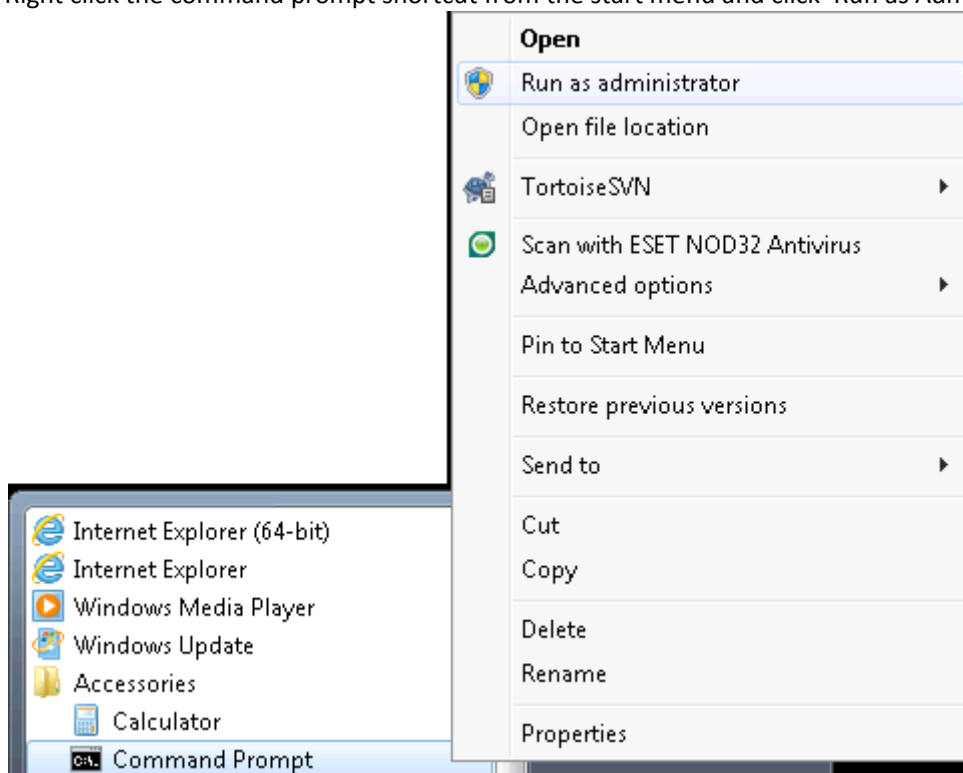 Right click the command prompt shortcut from the start menu and click "Run as
Open
Run as administrator
Open file location
TortoiseSVN
Scan with ESET NOD32 Antivirus
Advanced options
Pin to Start Menu
Restore previous versions
Send to
Cut
Copy
Delete
Rename
Properties
Internet Explorer (64-bit)
Internet Explorer
Windows Media Player
Windows Update
Accessories
Calculator
Command Prompt